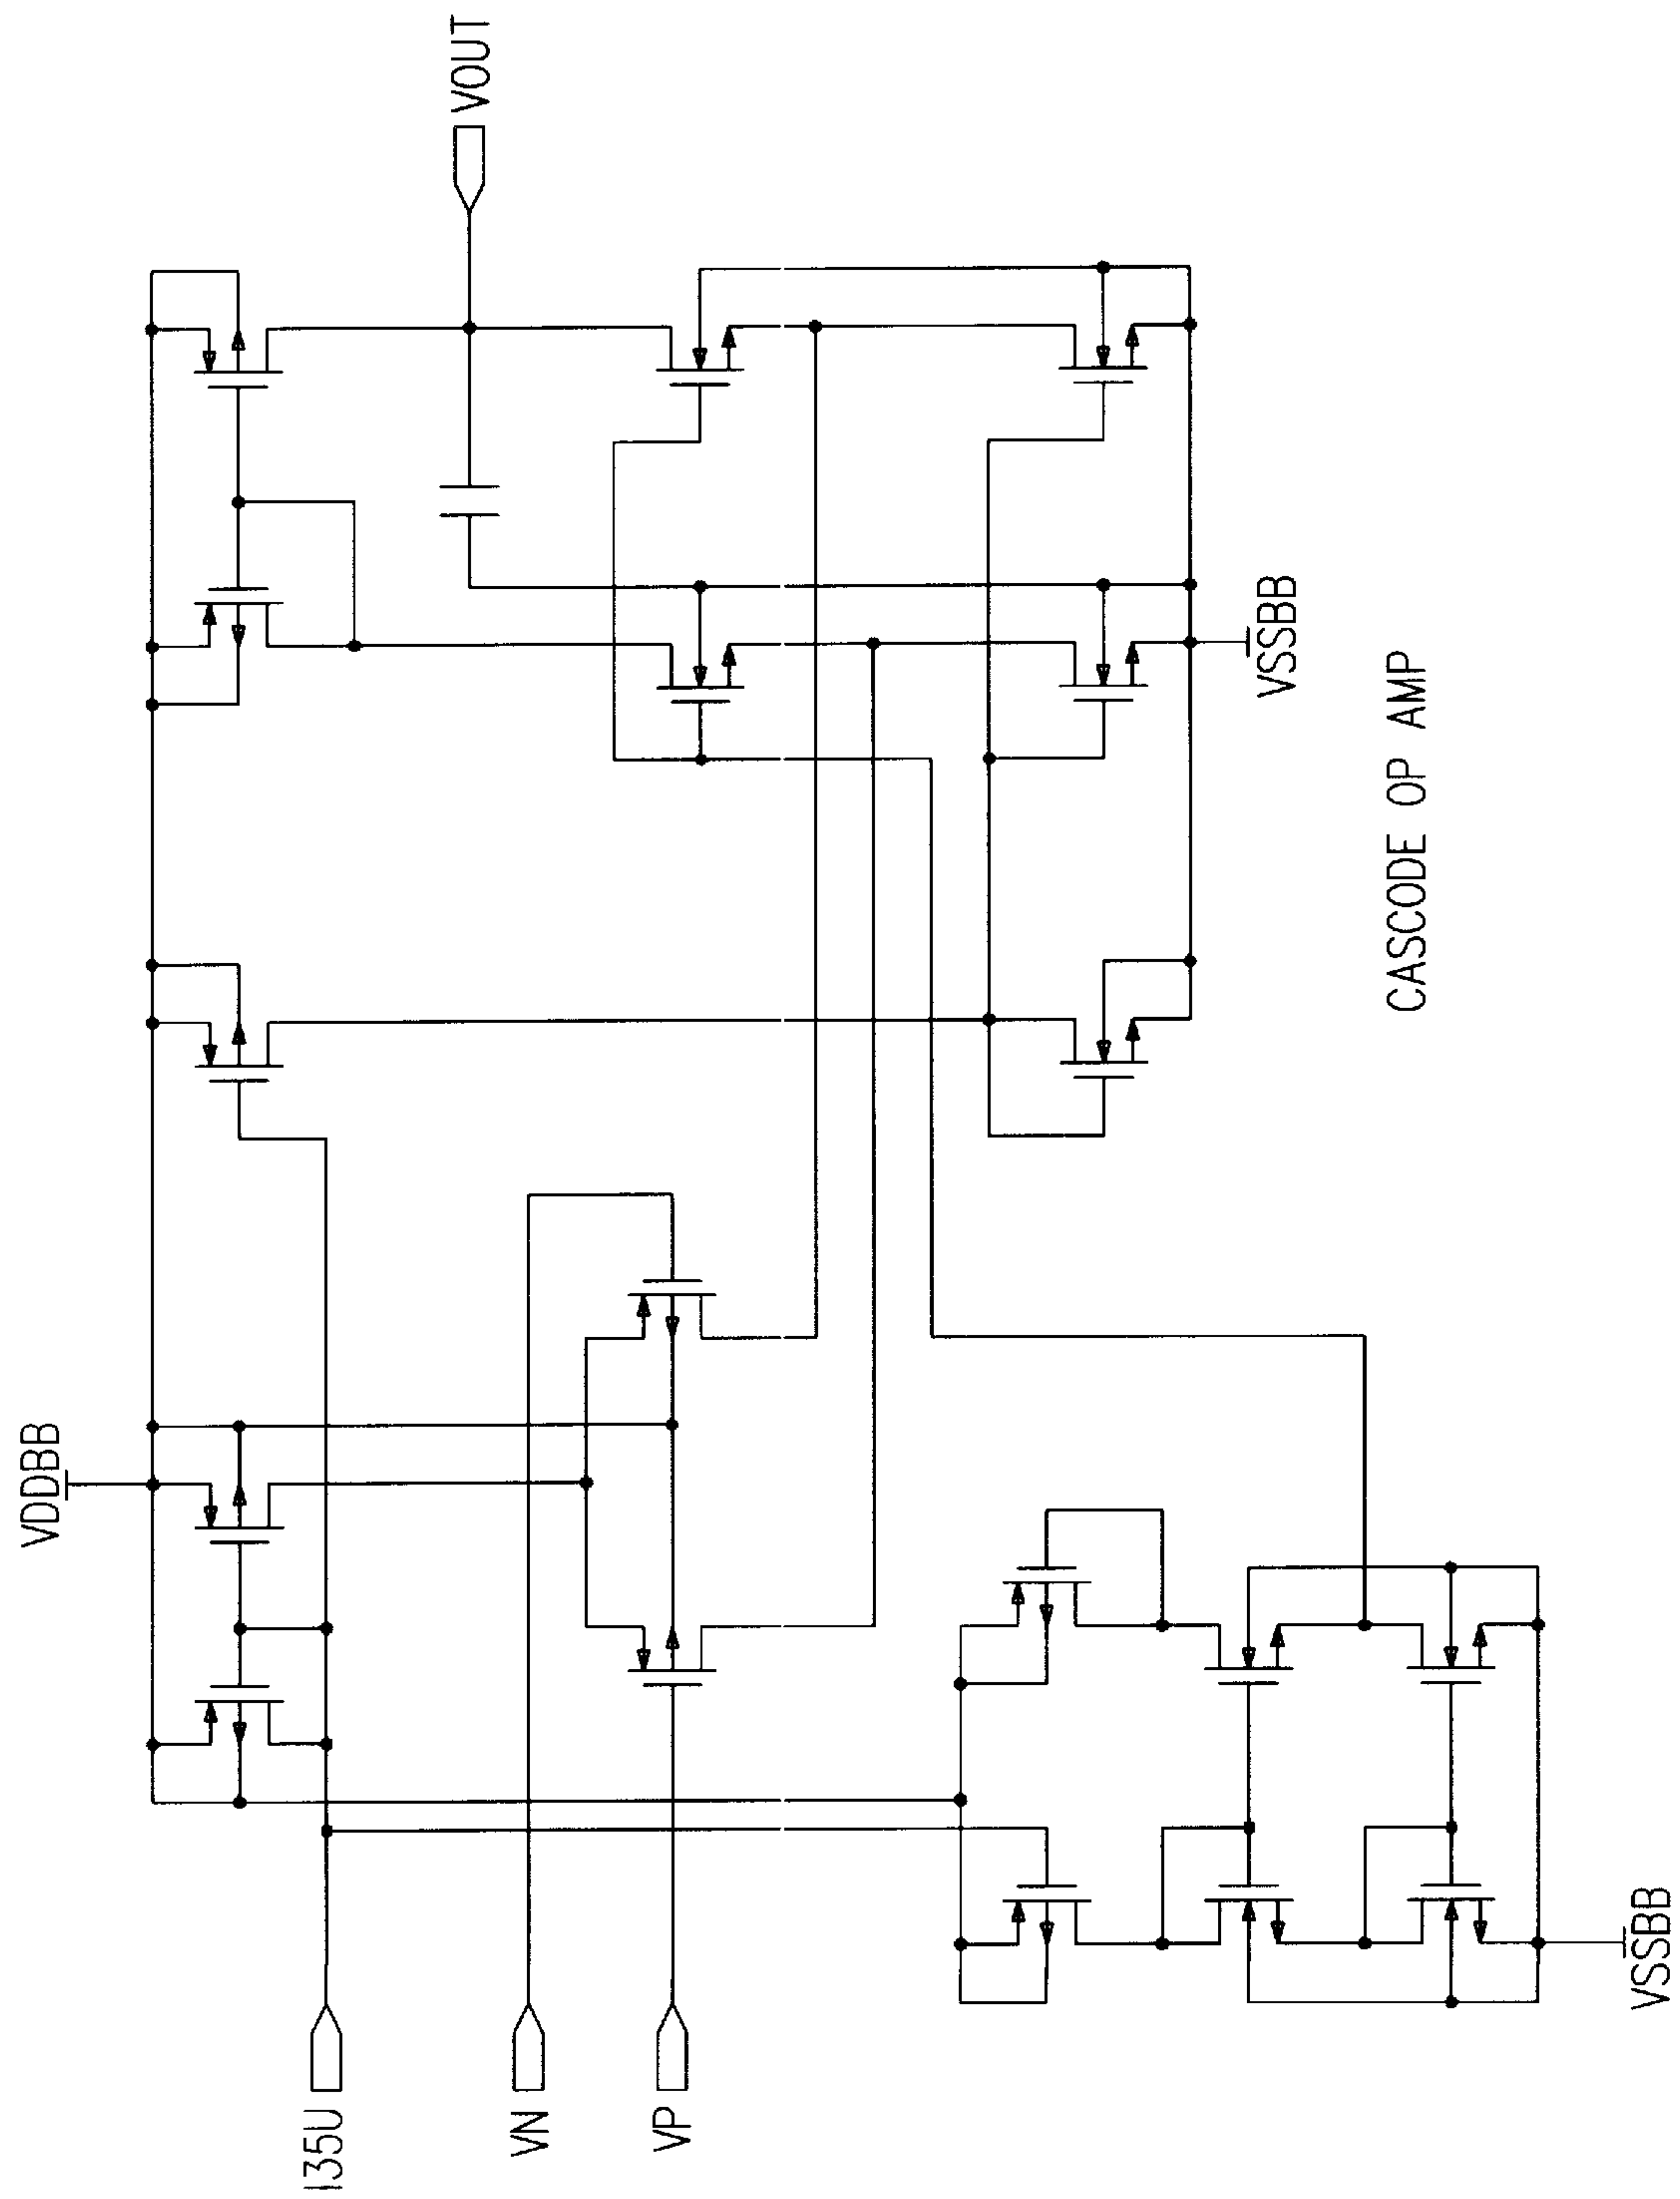 VDDBB
I35U
VN
VP
VOUT
VSSBB
VSSBB
CASCODE OP AMP